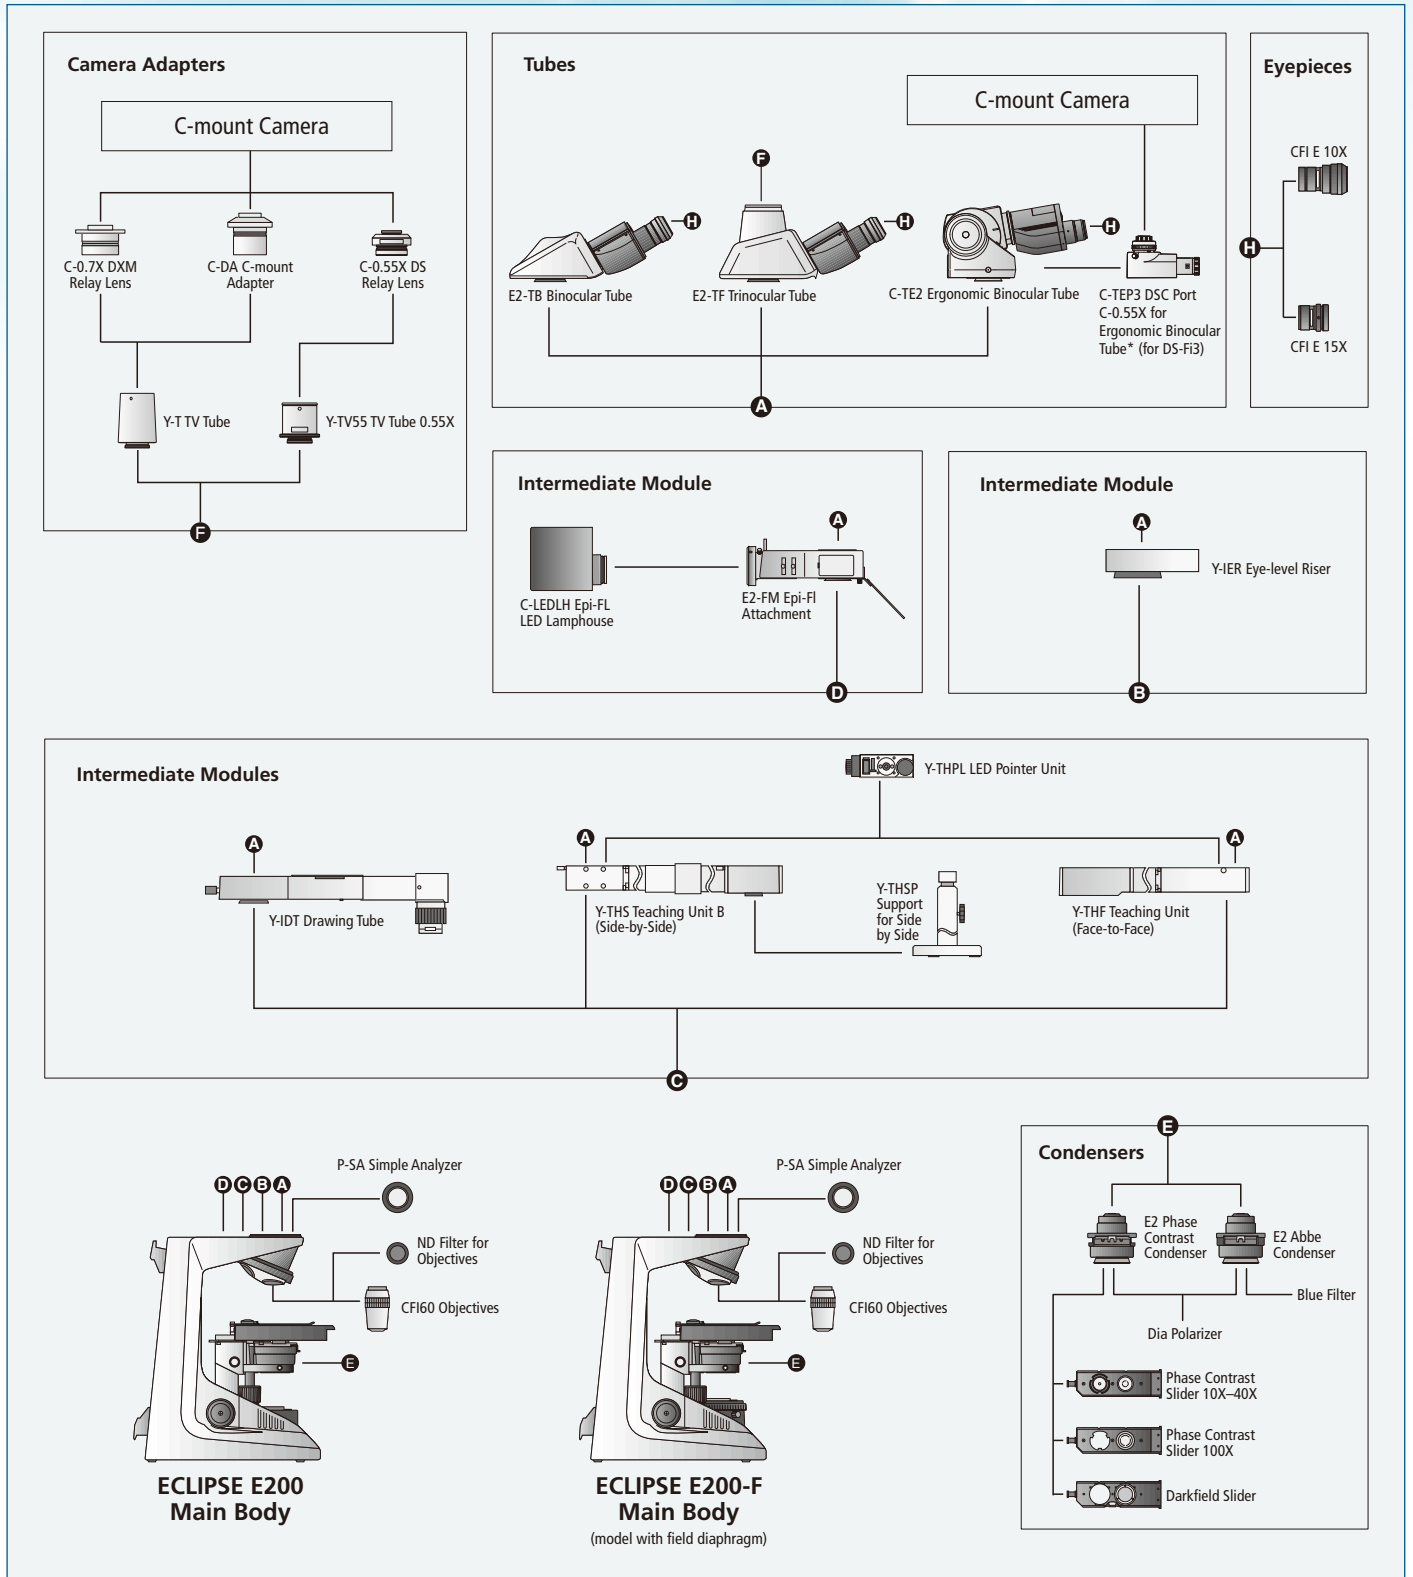 Camera Adapters
C-mount Camera
C-0.7X DXM
Relay Lens
C-DA C-mount
Adapter
C-0.55X DS
Relay Lens
Y-T TV Tube
Y-TV55 TV Tube 0.55X
F
Tubes
C-mount Camera
F
H
H
H
E2-TB Binocular Tube
E2-TF Trinocular Tube
C-TE2 Ergonomic Binocular Tube
C-TEP3 DSC Port
C-0.55X for
Ergonomic Binocular
Tube* (for DS-Fi3)
A
Eyepieces
CFI E 10X
H
CFI E 15X
Intermediate Module
A
C-LEDLH Epi-FL
LED Lamphouse
E2-FM Epi-Fl
Attachment
D
Intermediate Module
A
Y-IER Eye-level Riser
B
Intermediate Modules
Y-THPL LED Pointer Unit
A
A
A
Y-IDT Drawing Tube
Y-THS Teaching Unit B
(Side-by-Side)
Y-THSP
Support
for Side
by Side
Y-THF Teaching Unit
(Face-to-Face)
C
P-SA Simple Analyzer
D C B A
ND Filter for
Objectives
CFI60 Objectives
E
ECLIPSE E200
Main Body
P-SA Simple Analyzer
D C B A
ND Filter for
Objectives
CFI60 Objectives
E
ECLIPSE E200-F
Main Body
(model with field diaphragm)
E
Condensers
E2 Phase
Contrast
Condenser
E2 Abbe
Condenser
Blue Filter
Dia Polarizer
Phase Contrast
Slider 10X–40X
Phase Contrast
Slider 100X
Darkfield Slider